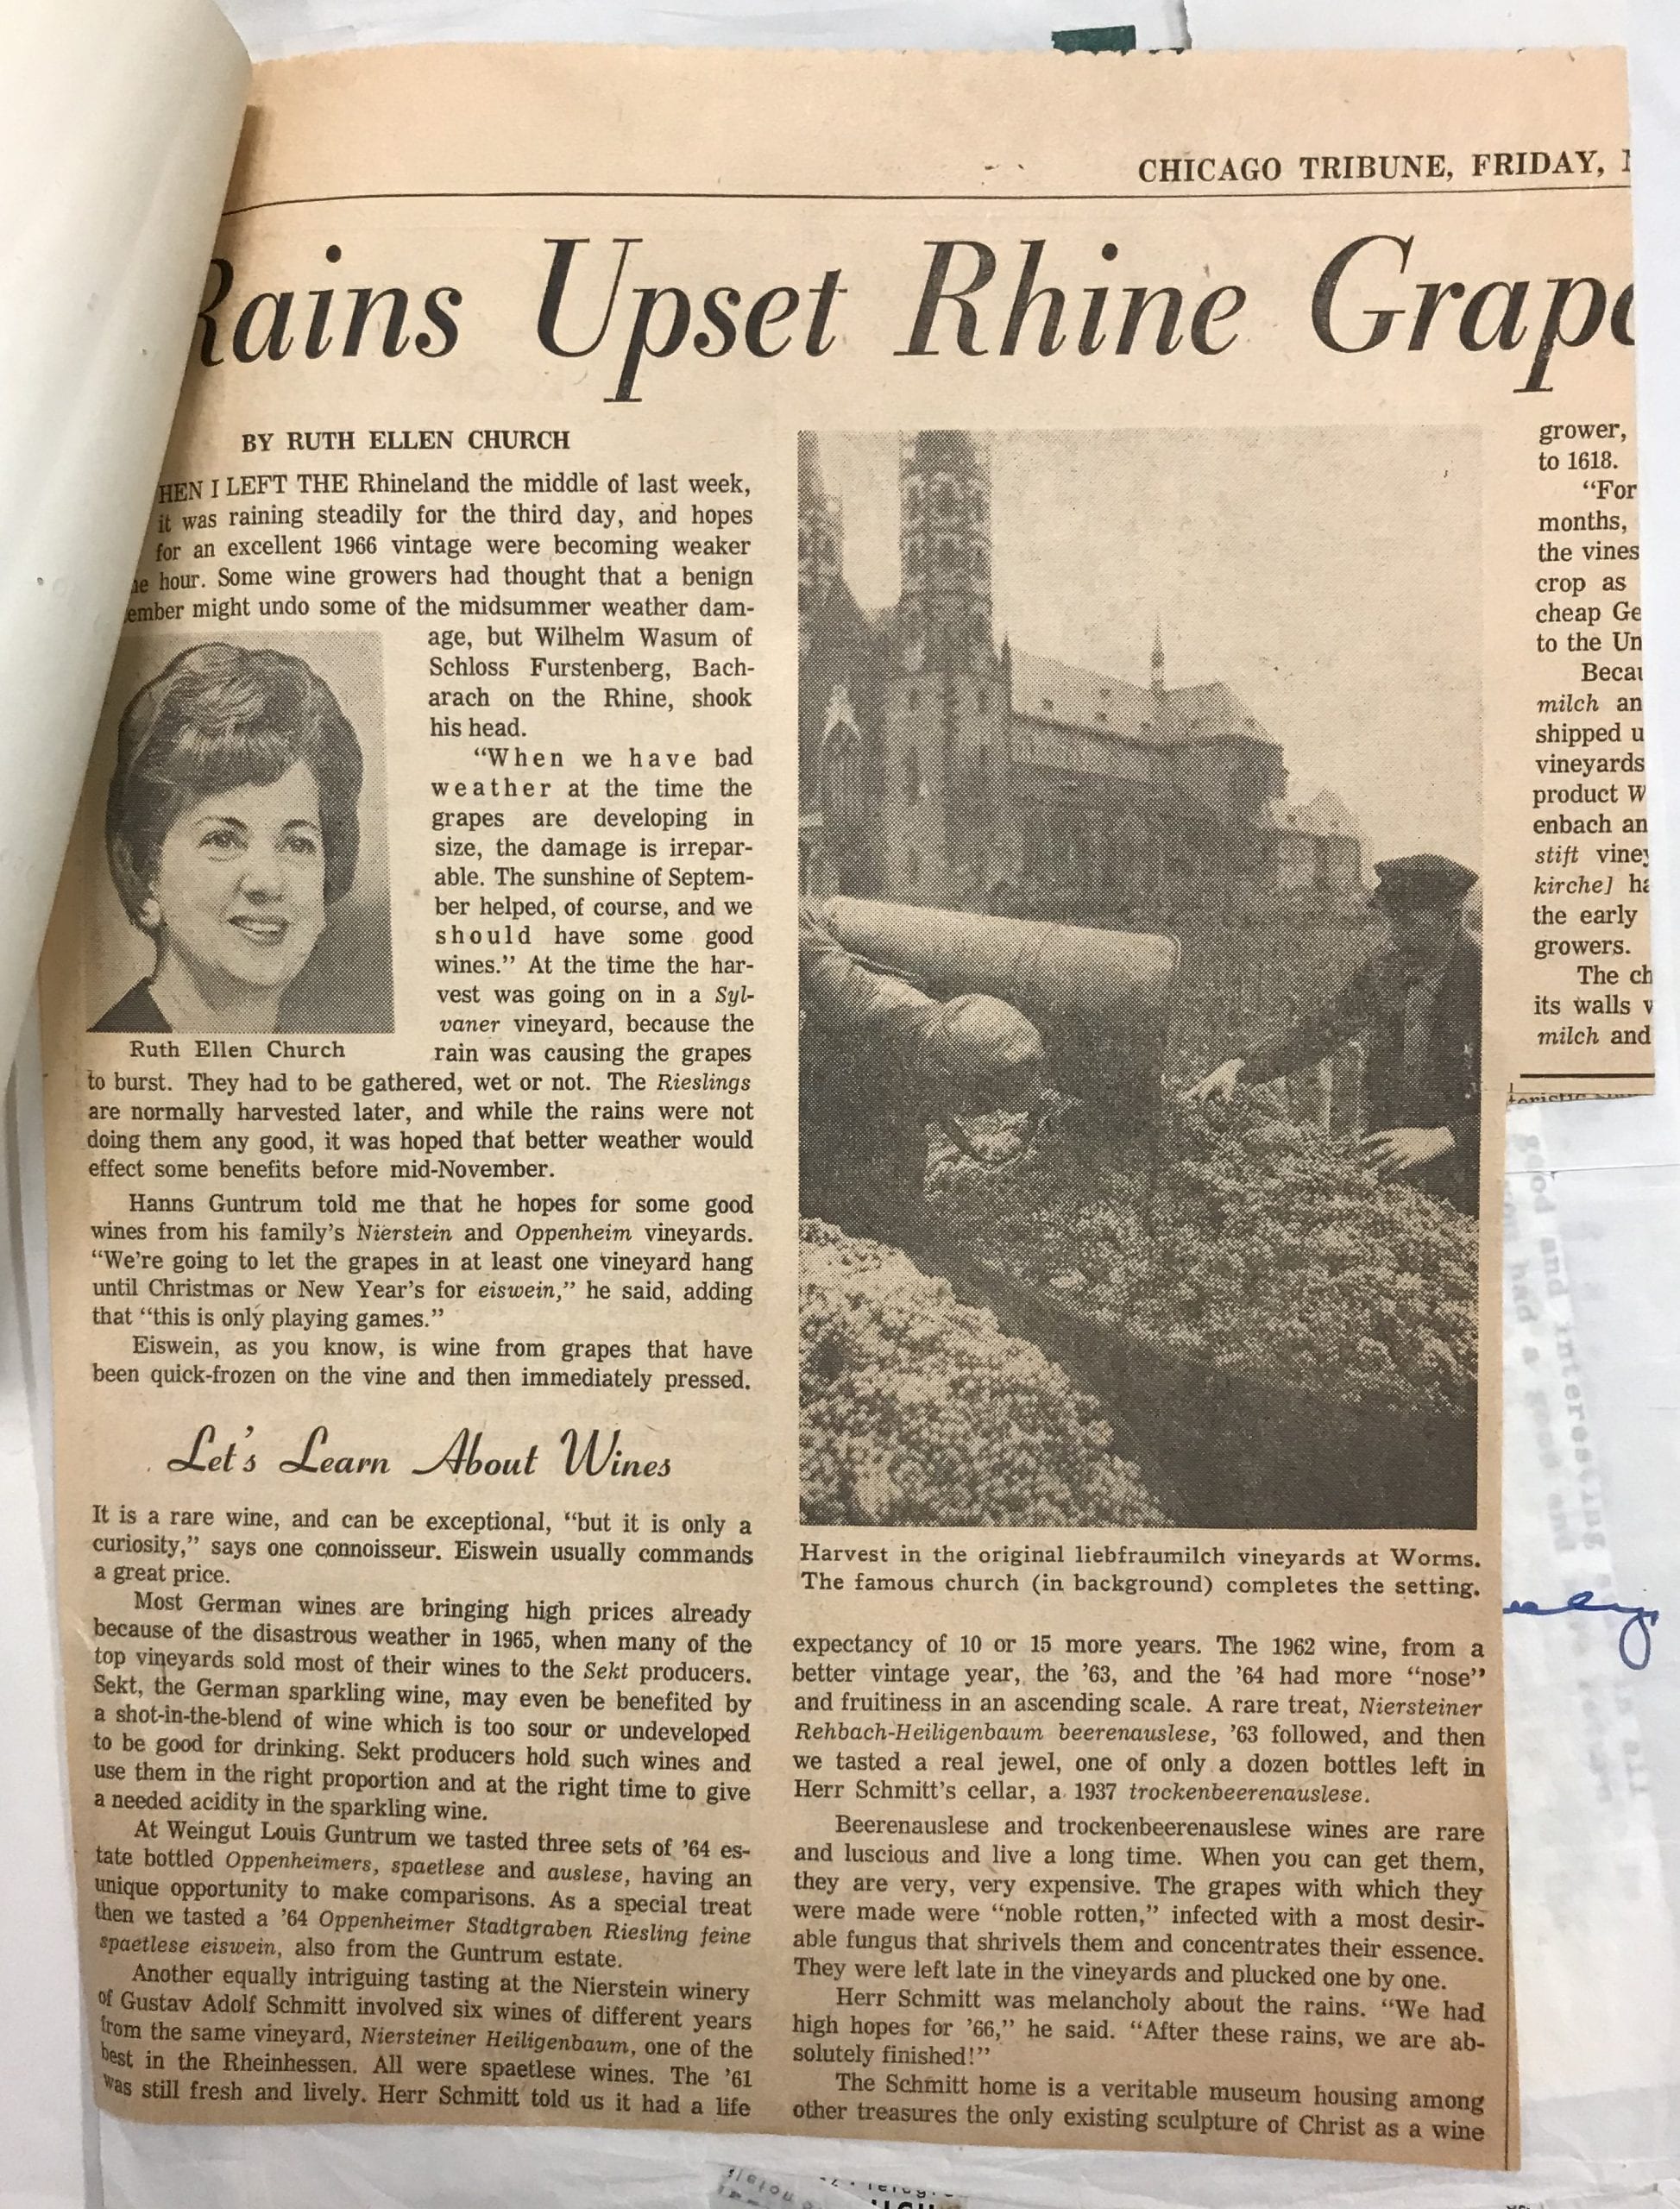 CHICAGO TRIBUNE, FRIDAY,
Rains Upset Rhine Grape
BY RUTH ELLEN CHURCH
HEN I LEFT THE Rhineland the middle of last week,
it was raining steadily for the third day, and hopes
for an excellent 1966 vintage were becoming weaker
hour. Some wine growers had thought that a benign
ember might undo some of the midsummer weather dam-
age, but Wilhelm Wasum of
Schloss Furstenberg, Bach-
arach on the Rhine, shook
his head.
“When we have bad
weather at the time the
grapes are developing in
size, the damage is irrepar-
able. The sunshine of Septem-
ber helped, of course, and we
should have some good
wines.” At the time the har-
vest was going on in a Syl-
vaner vineyard, because the
rain was causing the grapes
Ruth Ellen Church
to burst. They had to be gathered, wet or not. The Rieslings
are normally harvested later, and while the rains were not
doing them any good, it was hoped that better weather would
effect some benefits before mid-November.
Hanns Guntrum told me that he hopes for some good
wines from his family’s Nierstein and Oppenheim vineyards.
“We’re going to let the grapes in at least one vineyard hang
until Christmas or New Year’s for eiswein,” he said, adding
that “this is only playing games.”
Eiswein, as you know, is wine from grapes that have
been quick-frozen on the vine and then immediately pressed.
Let’s Learn About Wines
It is a rare wine, and can be exceptional, “but it is only a
curiosity,” says one connoisseur. Eiswein usually commands
a great price.
Most German wines are bringing high prices already
because of the disastrous weather in 1965, when many of the
top vineyards sold most of their wines to the Sekt producers.
Sekt, the German sparkling wine, may even be benefited by
a shot-in-the-blend of wine which is too sour or undeveloped
to be good for drinking. Sekt producers hold such wines and
use them in the right proportion and at the right time to give
a needed acidity in the sparkling wine.
At Weingut Louis Guntrum we tasted three sets of ’64 es-
tate bottled Oppenheimers, spaetlese and auslese, having an
unique opportunity to make comparisons. As a special treat
then we tasted a ’64 Oppenheimer Stadtgraben Riesling feine
spaetlese eiswein, also from the Guntrum estate.
Another equally intriguing tasting at the Nierstein winery
of Gustav Adolf Schmitt involved six wines of different years
from the same vineyard, Niersteiner Heiligenbaum, one of the
best in the Rheinhessen. All were spaetlese wines. The ’61
was still fresh and lively. Herr Schmitt told us it had a life
Harvest in the original liebfraumilch vineyards at Worms.
The famous church (in background) completes the setting.
expectancy of 10 or 15 more years. The 1962 wine, from a
better vintage year, the ’63, and the ’64 had more “nose”
and fruitiness in an ascending scale. A rare treat, Niersteiner
Rehbach-Heiligenbaum beerenauslese, ’63 followed, and then
we tasted a real jewel, one of only a dozen bottles left in
Herr Schmitt’s cellar, a 1937 trockenbeerenauslese.
Beerenauslese and trockenbeerenauslese wines are rare
and luscious and live a long time. When you can get them,
they are very, very expensive. The grapes with which they
were made were “noble rotten,” infected with a most desir-
able fungus that shrivels them and concentrates their essence.
They were left late in the vineyards and plucked one by one.
Herr Schmitt was melancholy about the rains. “We had
high hopes for ’66,” he said. “After these rains, we are ab-
solutely finished!”
The Schmitt home is a veritable museum housing among
other treasures the only existing sculpture of Christ as a wine
grower,
to 1618.
“For
months,
the vines
crop as
cheap Ge
to the Un
Becau
milch an
shipped u
vineyards
product W
enbach an
stift viney
kirche] ha
the early
growers.
The ch
its walls w
milch and